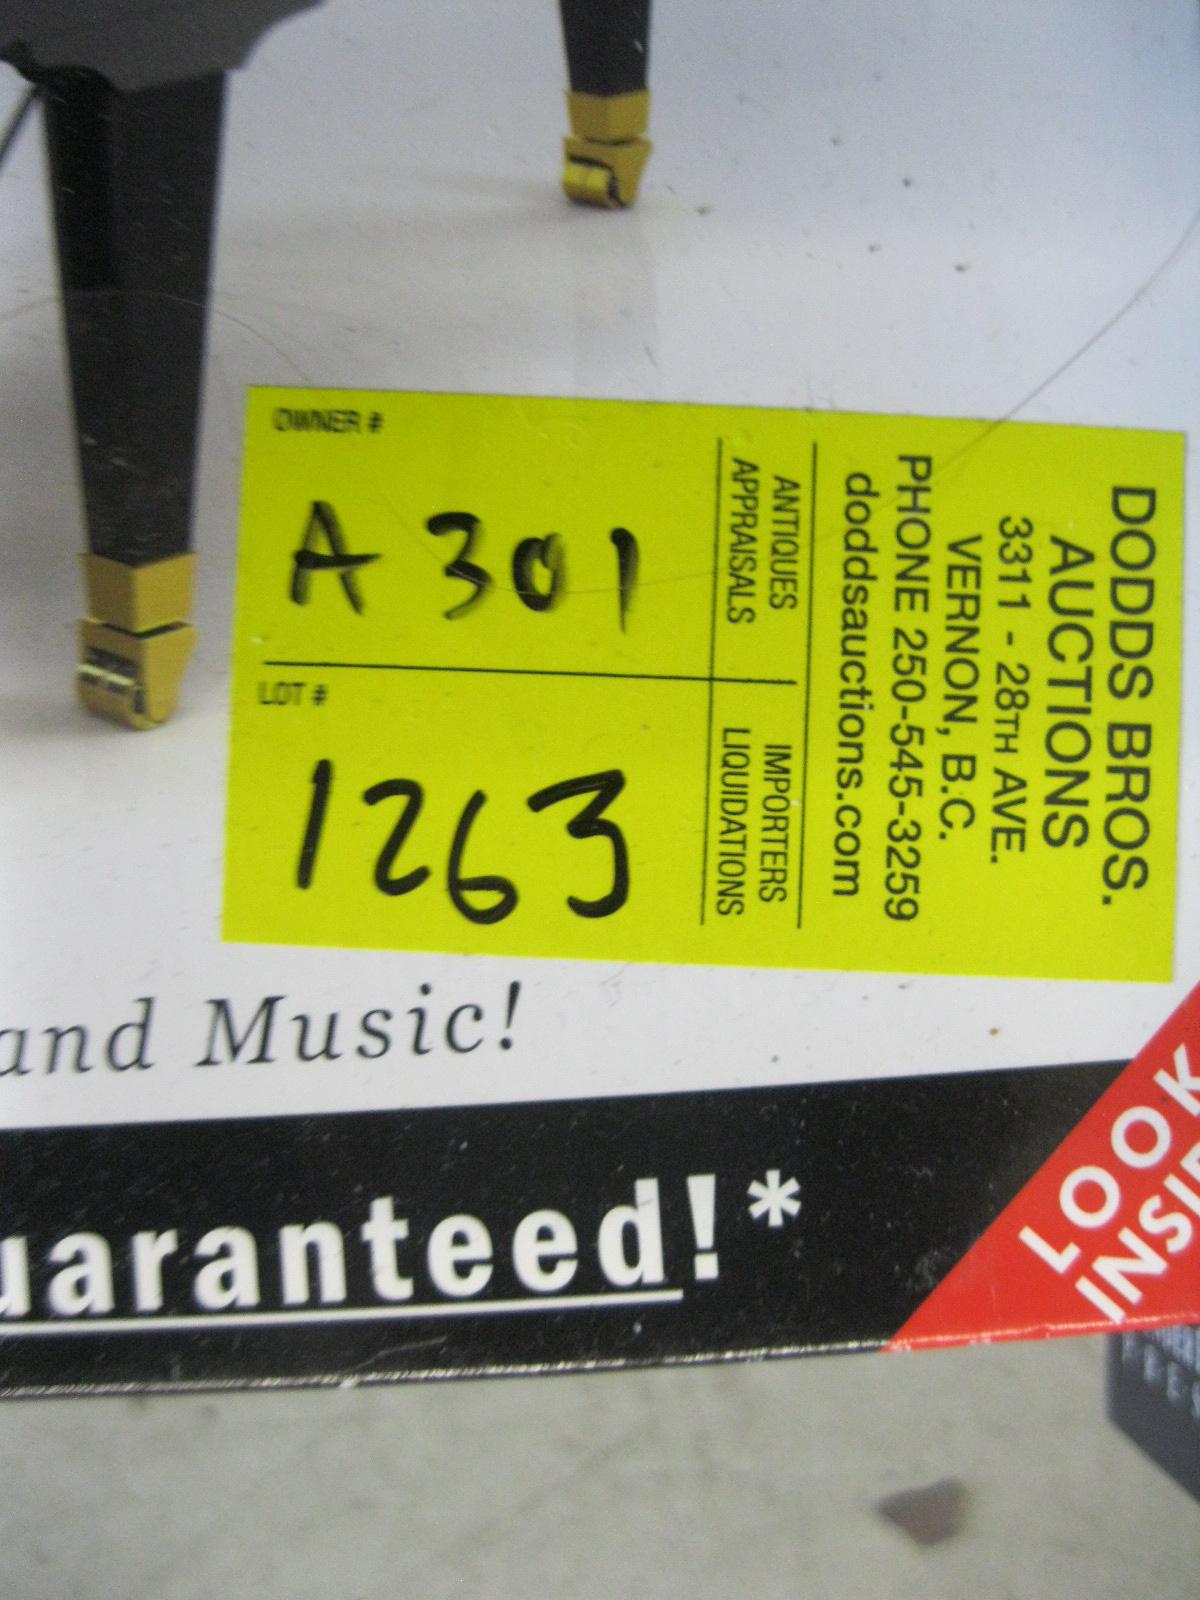 DODDS BROS.
AUCTIONS
3311 - 28TH AVE.
VERNON, B.C.
PHONE 250-545-3259
doddsauctions.com
ANTIQUES
APPRAISALS
IMPORTERS
LIQUIDATIONS
OWNER #
A 301
LOT #
1263
and Music!
uaranteed!*
LOOK
INSIDE